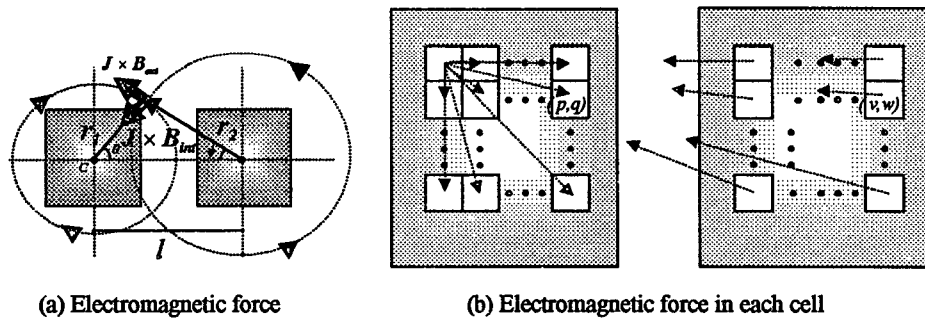 J × B_ext
r_1
r_2
J × B_int
θ
C
l
(p,q)
(v,w)
(a) Electromagnetic force
(b) Electromagnetic force in each cell